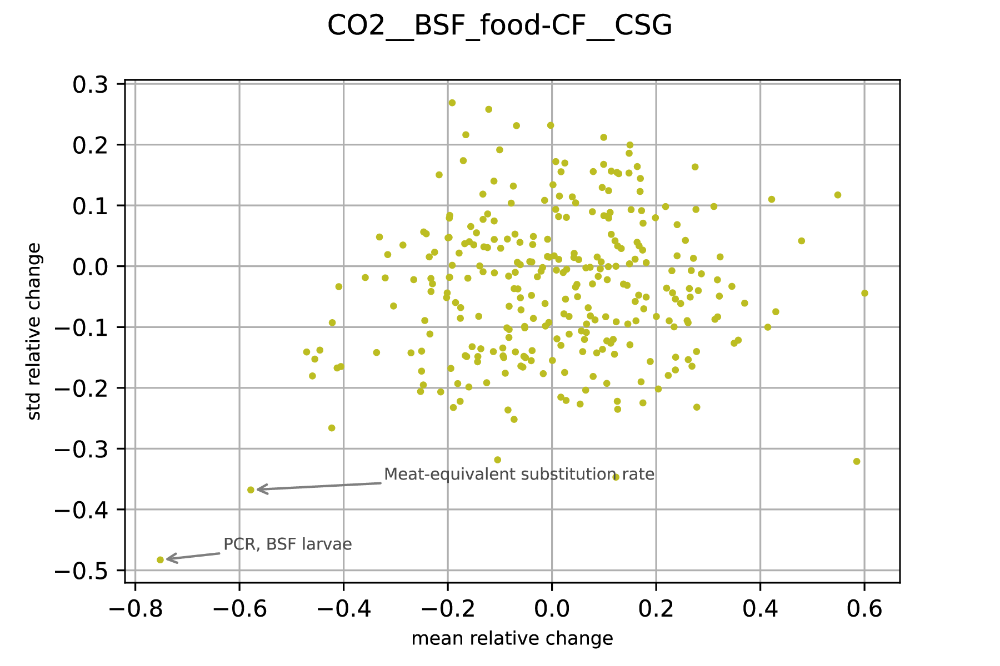 CO2__BSF_food-CF__CSG
0.3
0.2
0.1
0.0
−0.1
−0.2
−0.3
−0.4
−0.5
std relative change
Meat-equivalent substitution rate
PCR, BSF larvae
−0.8 −0.6 −0.4 −0.2 0.0 0.2 0.4 0.6
mean relative change